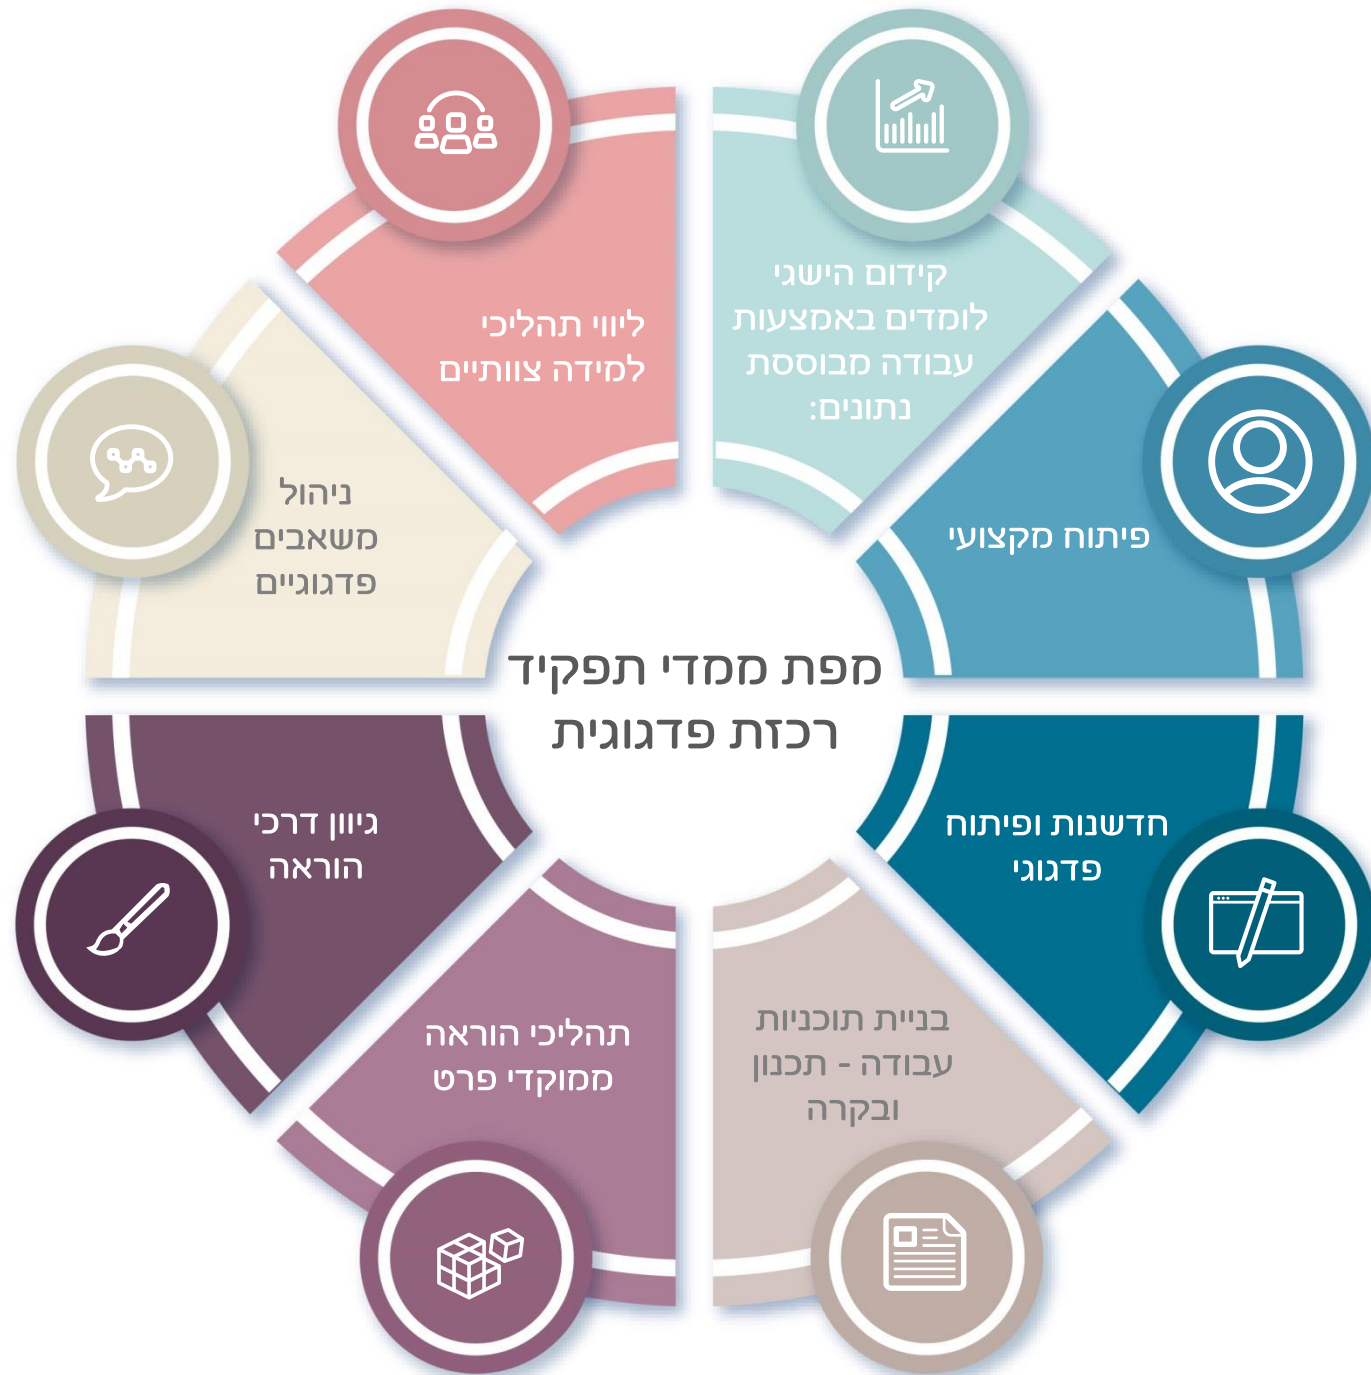 מפת ממדי תפקיד
רכזת פדגוגית
קידום הישגי
לומדים באמצעות
עבודה מבוססת
נתונים:
פיתוח מקצועי
חדשנות ופיתוח
פדגוגי
בניית תוכניות
עבודה - תכנון
ובקרה
תהליכי הוראה
ממוקדי פרט
גיוון דרכי
הוראה
ניהול
משאבים
פדגוגיים
ליווי תהליכי
למידה צוותיים